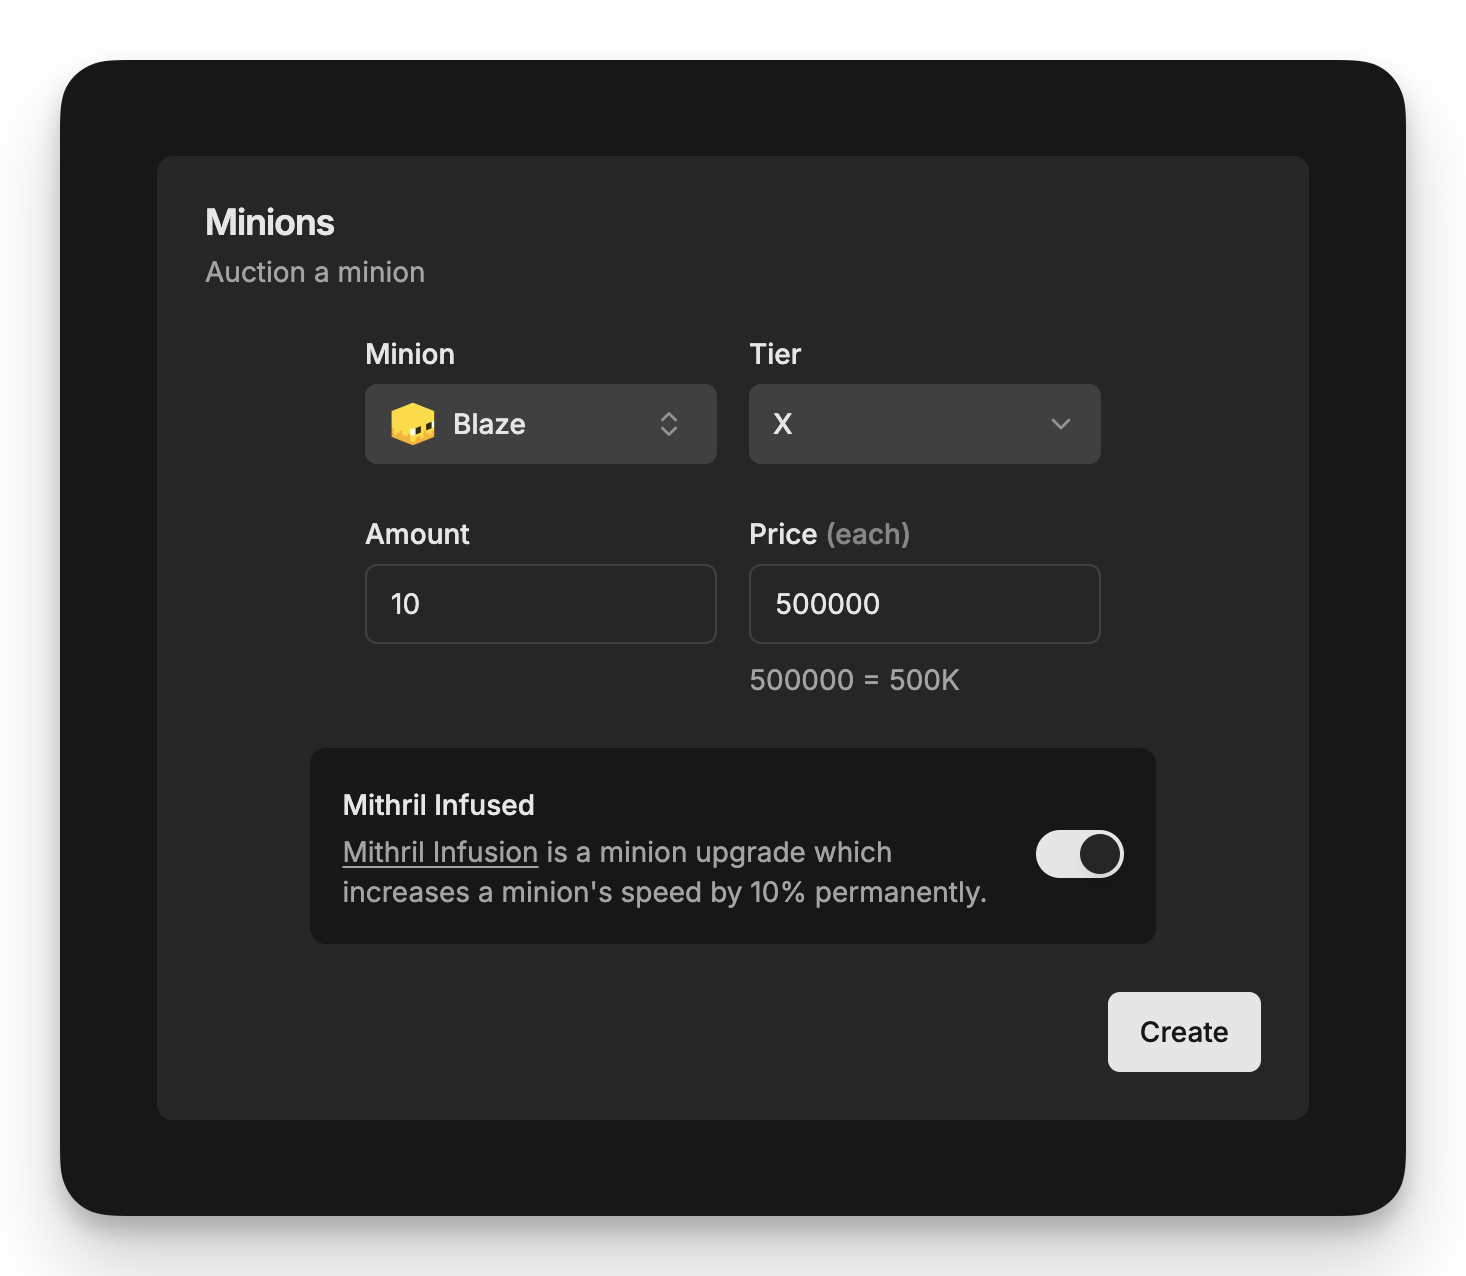 Minions
Auction a minion
Minion
Tier
Blaze
X
Amount
Price (each)
10
500000
500000 = 500K
Mithril Infused
Mithril Infusion is a minion upgrade which
increases a minion's speed by 10% permanently.
Create